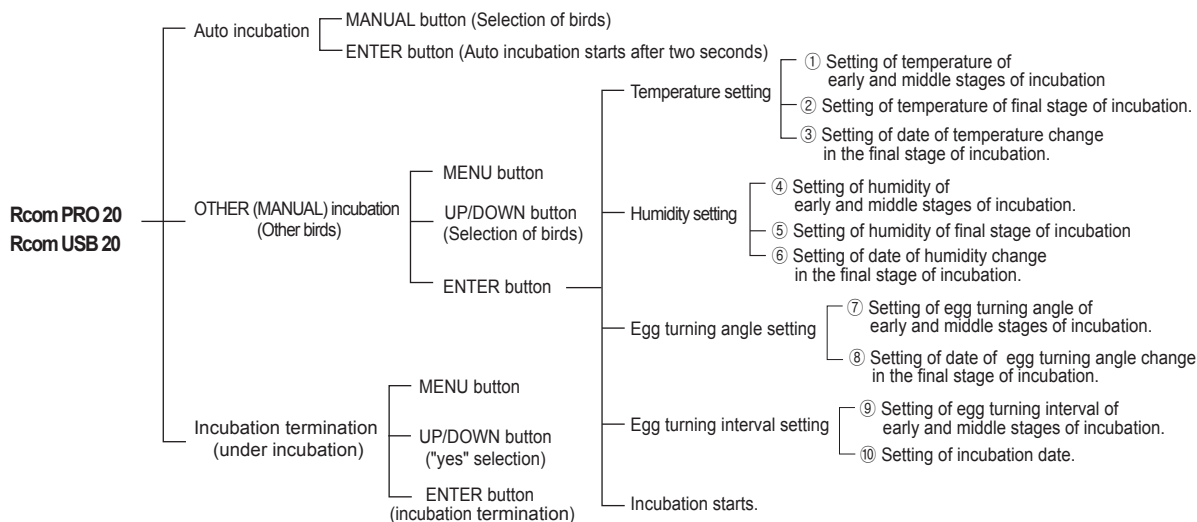 Rcom PRO 20
Rcom USB 20
Auto incubation
MANUAL button (Selection of birds)
ENTER button (Auto incubation starts after two seconds)
OTHER (MANUAL) incubation
(Other birds)
MENU button
UP/DOWN button
(Selection of birds)
ENTER button
Temperature setting
① Setting of temperature of
early and middle stages of incubation
② Setting of temperature of final stage of incubation.
③ Setting of date of temperature change
in the final stage of incubation.
Humidity setting
④ Setting of humidity of
early and middle stages of incubation.
⑤ Setting of humidity of final stage of incubation
⑥ Setting of date of humidity change
in the final stage of incubation.
Egg turning angle setting
⑦ Setting of egg turning angle of
early and middle stages of incubation.
⑧ Setting of date of egg turning angle change
in the final stage of incubation.
Egg turning interval setting
⑨ Setting of egg turning interval of
early and middle stages of incubation.
⑩ Setting of incubation date.
Incubation starts.
Incubation termination
(under incubation)
MENU button
UP/DOWN button
("yes" selection)
ENTER button
(incubation termination)